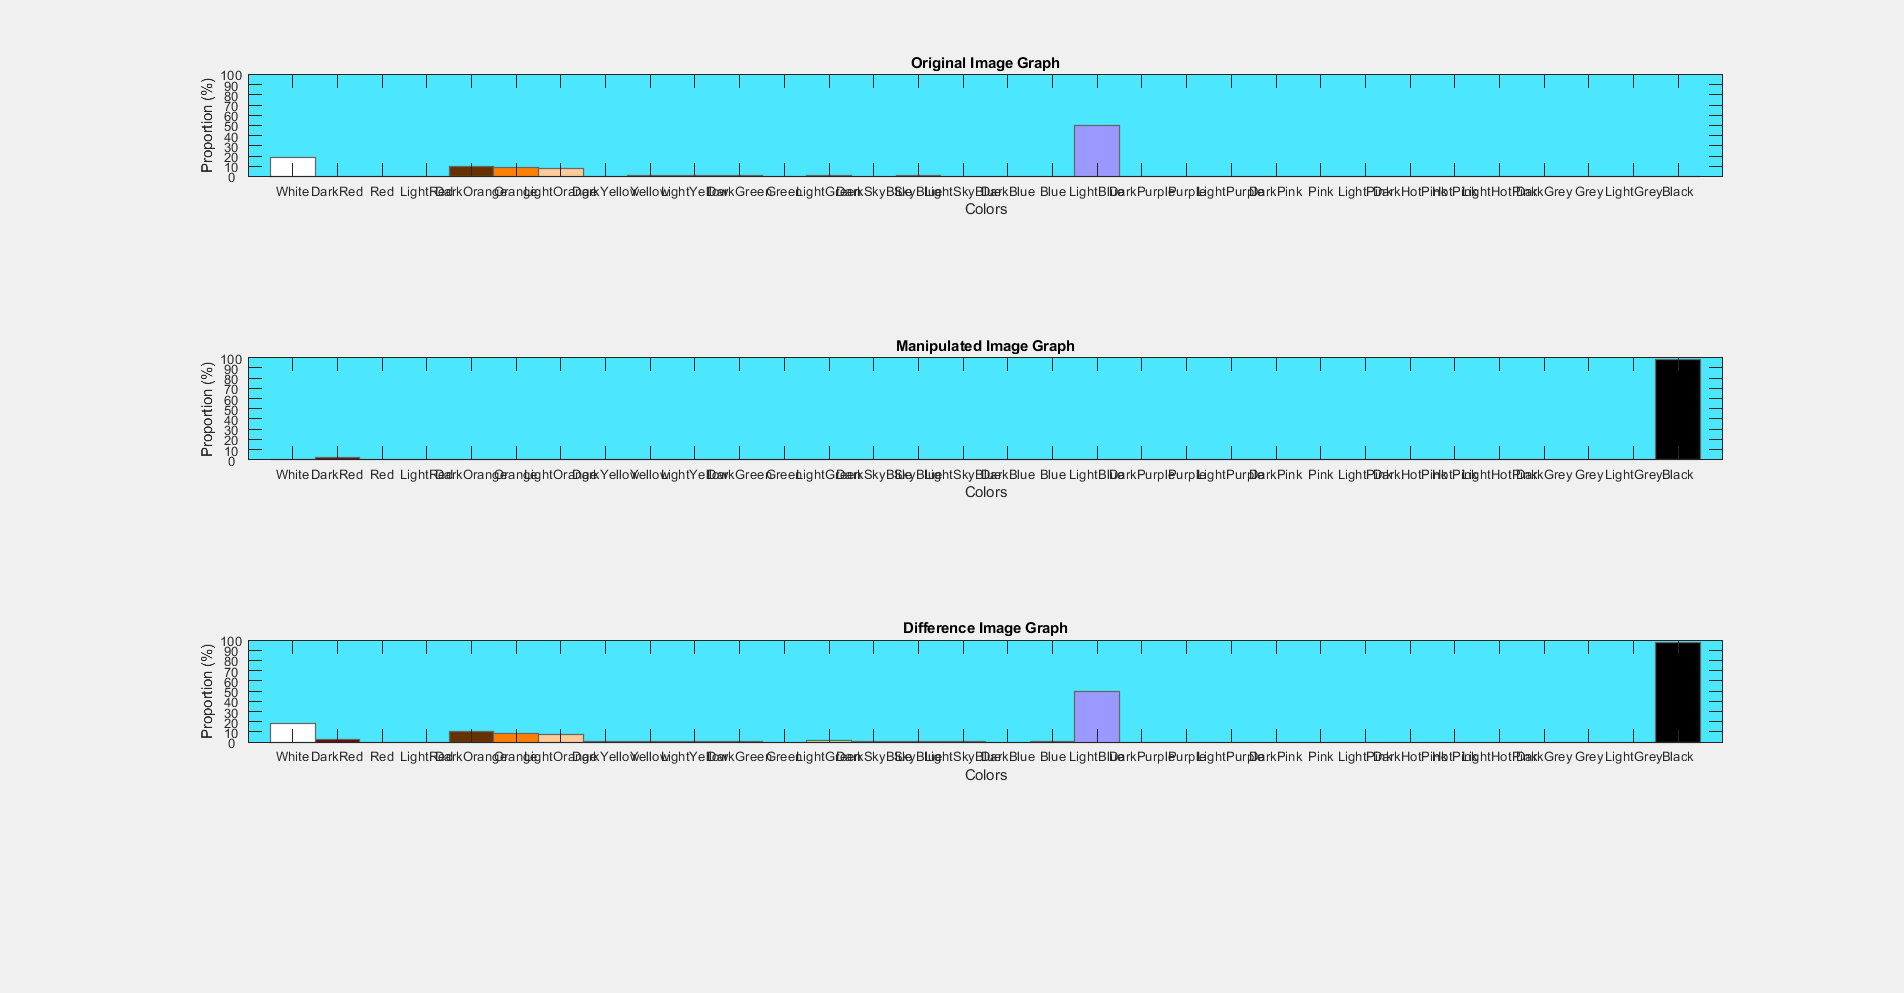 Original Image Graph
Proportion (%)
100
90
80
70
60
50
40
30
20
10
0
White DarkRed Red LightRed DarkOrange Orange LightOrange DarkYellow Yellow LightYellow DarkGreen Green LightGreen DarkSkyBlue SkyBlue LightSkyBlue DarkBlue Blue LightBlue DarkPurple Purple LightPurple DarkPink Pink LightPink DarkHotPink HotPink LightHotPink DarkGrey Grey LightGrey Black
Colors
Manipulated Image Graph
Proportion (%)
100
90
80
70
60
50
40
30
20
10
0
White DarkRed Red LightRed DarkOrange Orange LightOrange DarkYellow Yellow LightYellow DarkGreen Green LightGreen DarkSkyBlue SkyBlue LightSkyBlue DarkBlue Blue LightBlue DarkPurple Purple LightPurple DarkPink Pink LightPink DarkHotPink HotPink LightHotPink DarkGrey Grey LightGrey Black
Colors
Difference Image Graph
Proportion (%)
100
90
80
70
60
50
40
30
20
10
0
White DarkRed Red LightRed DarkOrange Orange LightOrange DarkYellow Yellow LightYellow DarkGreen Green LightGreen DarkSkyBlue SkyBlue LightSkyBlue DarkBlue Blue LightBlue DarkPurple Purple LightPurple DarkPink Pink LightPink DarkHotPink HotPink LightHotPink DarkGrey Grey LightGrey Black
Colors